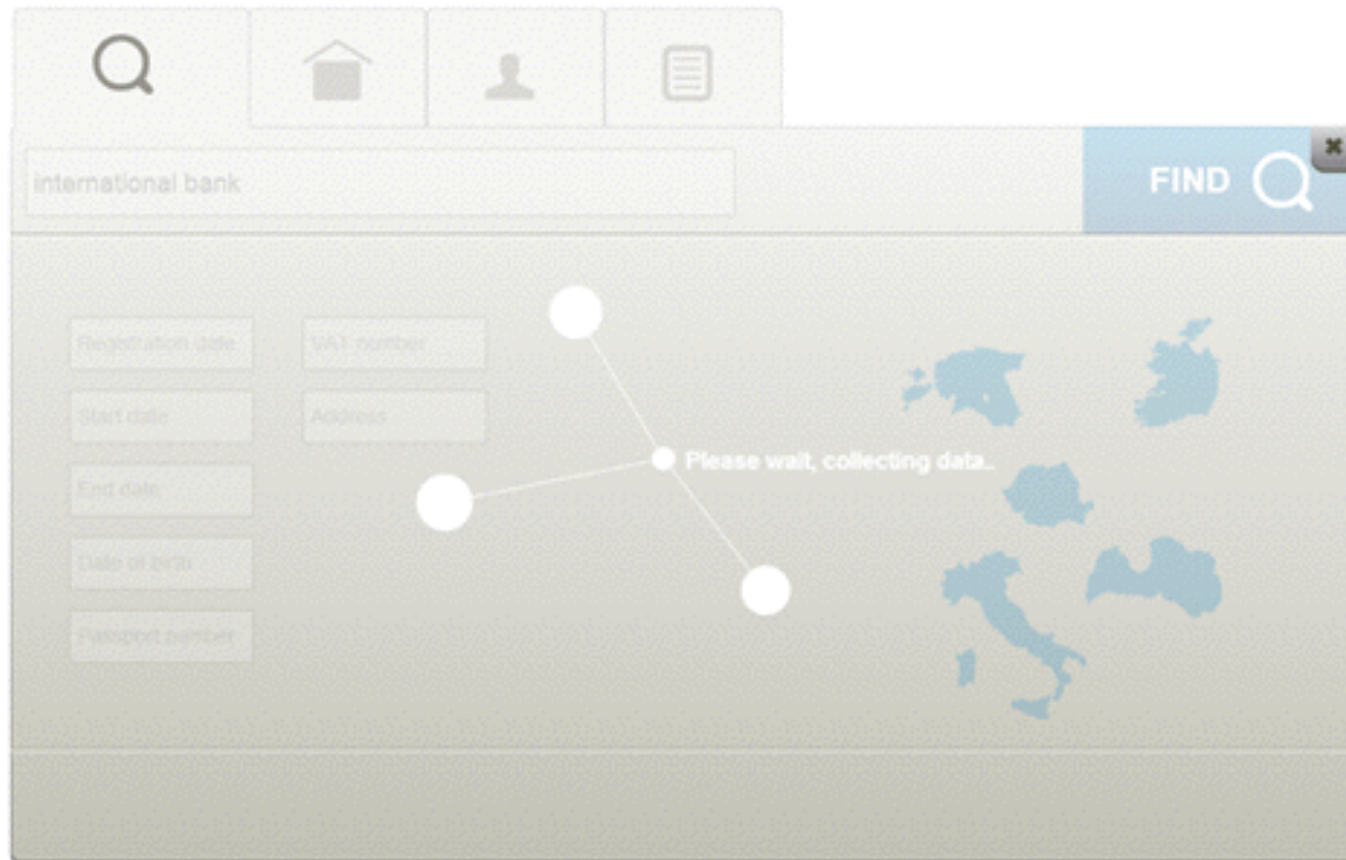 international bank
FIND
Registration date
VAT number
Start date
Address
Please wait, collecting data..
End date
Date of birth
Passport number